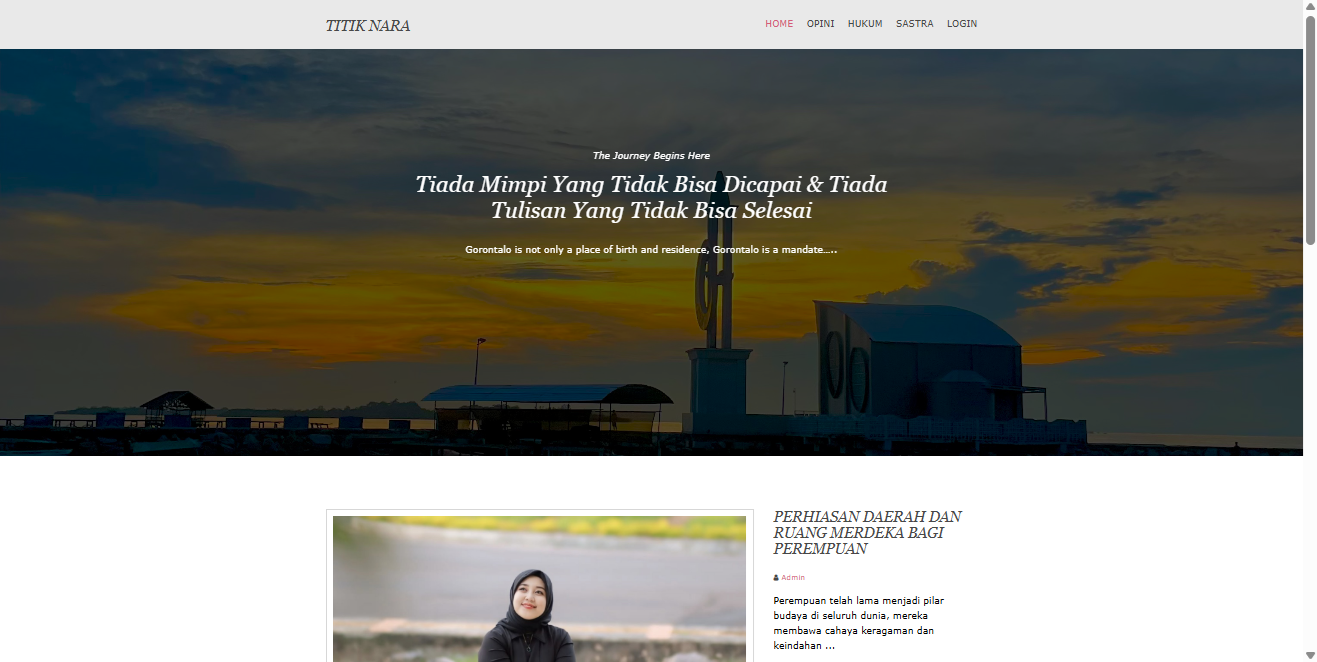 TITIK NARA
HOME OPINI HUKUM SASTRA LOGIN
The Journey Begins Here
Tiada Mimpi Yang Tidak Bisa Dicapai & Tiada
Tulisan Yang Tidak Bisa Selesai
Gorontalo is not only a place of birth and residence, Gorontalo is a mandate.....
PERHIASAN DAERAH DAN
RUANG MERDEKA BAGI
PEREMPUAN
Admin
Perempuan telah lama menjadi pilar
budaya di seluruh dunia, mereka
membawa cahaya keragaman dan
keindahan ...